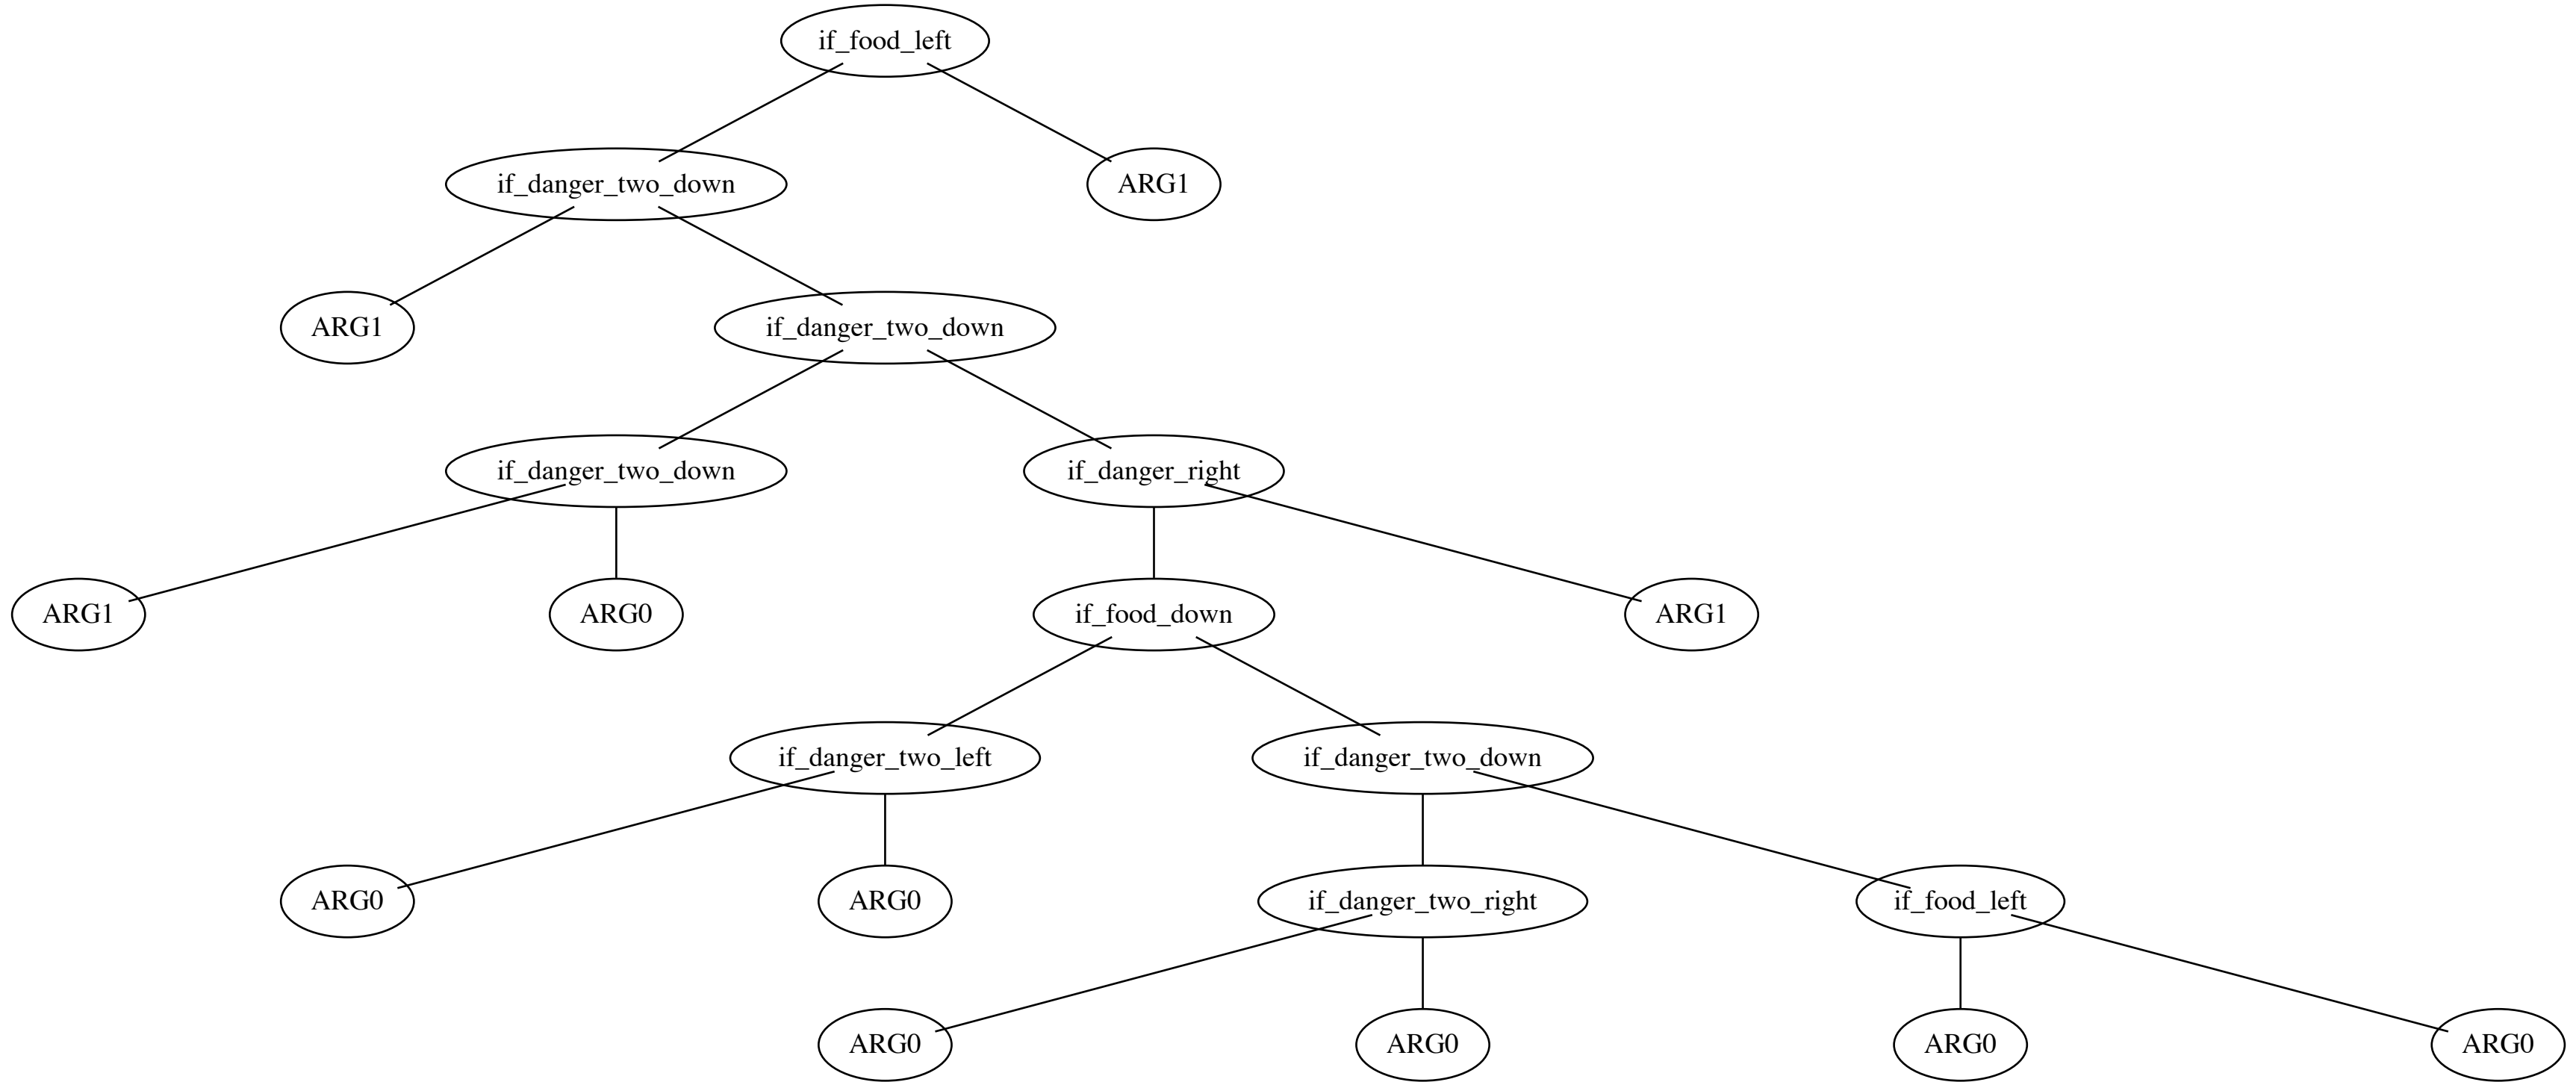 if_food_left
if_danger_two_down
ARG1
ARG1
if_danger_two_down
if_danger_two_down
if_danger_right
ARG1
ARG0
if_food_down
ARG1
if_danger_two_left
if_danger_two_down
ARG0
ARG0
if_danger_two_right
if_food_left
ARG0
ARG0
ARG0
ARG0